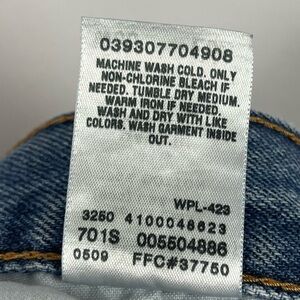 039307704908
MACHINE WASH COLD. ONLY
NON-CHLORINE BLEACH IF
NEEDED. TUMBLE DRY MEDIUM.
WARM IRON IF NEEDED.
WASH AND DRY WITH LIKE
COLORS. WASH GARMENT INSIDE
OUT.
WPL-423
3250 4100048623
701S 005504886
0509 FFC#37750